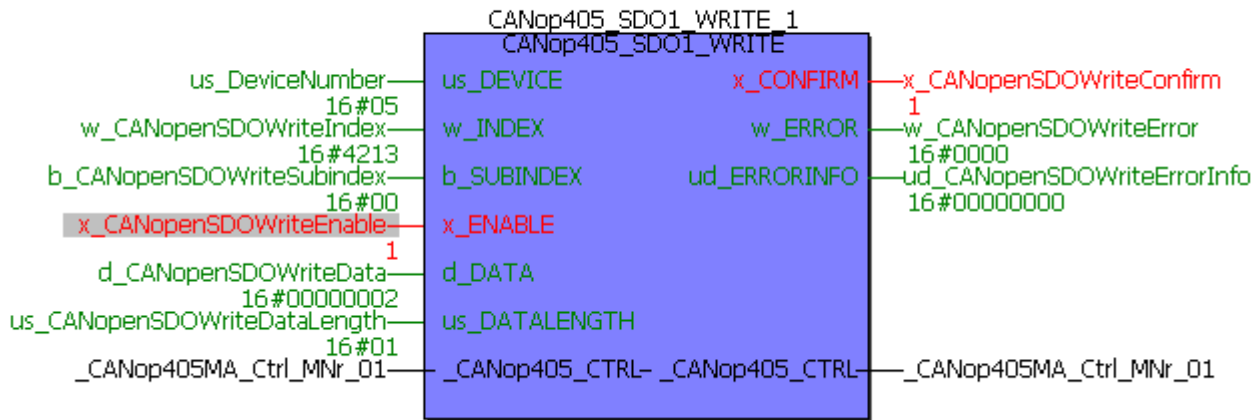 CANop405_SDO1_WRITE_1
CANop405_SDO1_WRITE
us_DeviceNumber us_DEVICE x_CONFIRM x_CANopenSDOWriteConfirm
16#05 1
w_CANopenSDOWriteIndex w_INDEX w_ERROR w_CANopenSDOWriteError
16#4213 16#0000
b_CANopenSDOWriteSubindex b_SUBINDEX ud_ERRORINFO ud_CANopenSDOWriteErrorInfo
16#00 16#00000000
x_CANopenSDOWriteEnable x_ENABLE
1
d_CANopenSDOWriteData d_DATA
16#00000002
us_CANopenSDOWriteDataLength us_DATALENGTH
16#01
_CANop405MA_Ctrl_MNr_01 _CANop405_CTRL _CANop405_CTRL _CANop405MA_Ctrl_MNr_01